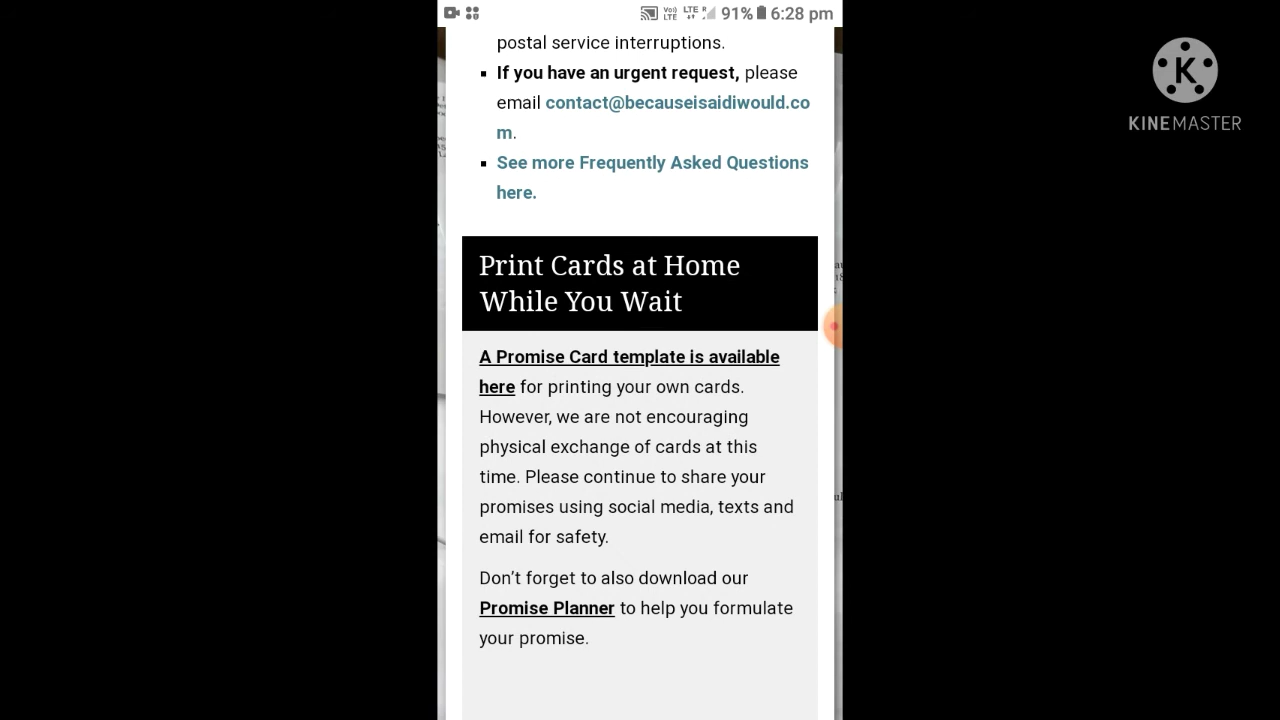 91% 6:28 pm
postal service interruptions.
▪ If you have an urgent request, please
email contact@becauseisaidiwould.co
m.
▪ See more Frequently Asked Questions
here.
Print Cards at Home
While You Wait
A Promise Card template is available
here for printing your own cards.
However, we are not encouraging
physical exchange of cards at this
time. Please continue to share your
promises using social media, texts and
email for safety.
Don’t forget to also download our
Promise Planner to help you formulate
your promise.
K
KINEMASTER